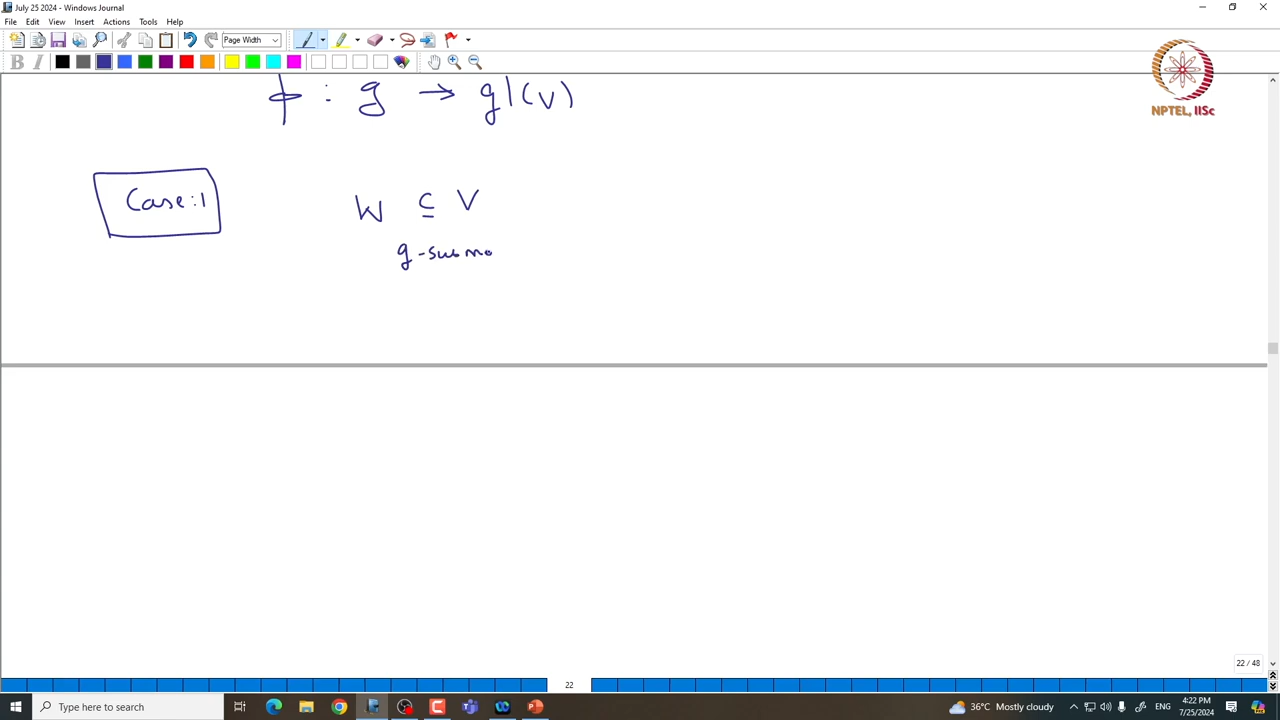 July 25 2024 - Windows Journal
File Edit View Insert Actions Tools Help
Page Width
B I
NPTEL, IISc
ϕ : g → gl(V)
Case:1
W ⊆ V
g-submo
22 / 48
22
Type here to search
36°C Mostly cloudy
ENG
4:22 PM
7/25/2024